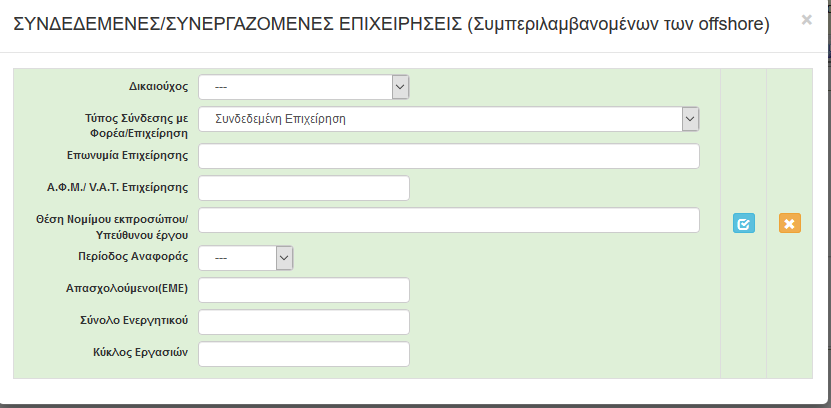 ΣΥΝΔΕΔΕΜΕΝΕΣ/ΣΥΝΕΡΓΑΖΟΜΕΝΕΣ ΕΠΙΧΕΙΡΗΣΕΙΣ (Συμπεριλαμβανομένων των offshore)
Δικαιούχος ---
Τύπος Σύνδεσης με
Φορέα/Επιχείρηση
Συνδεδεμένη Επιχείρηση
Επωνυμία Επιχείρησης
Α.Φ.Μ./ V.A.T. Επιχείρησης
Θέση Νομίμου εκπροσώπου/
Υπεύθυνου έργου
Περίοδος Αναφοράς ---
Απασχολούμενοι(ΕΜΕ)
Σύνολο Ενεργητικού
Κύκλος Εργασιών